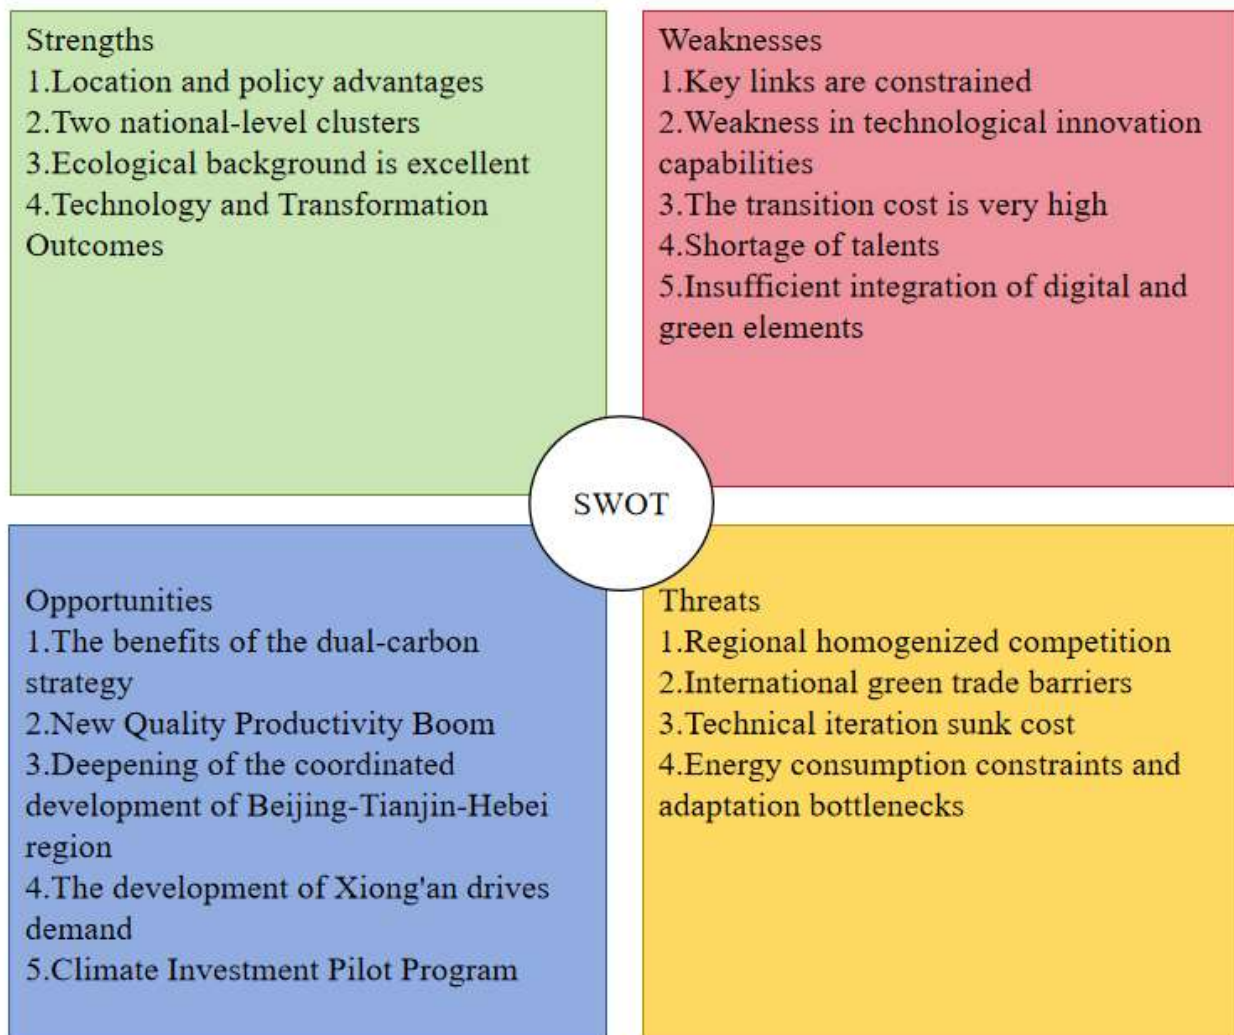 Strengths
1.Location and policy advantages
2.Two national-level clusters
3.Ecological background is excellent
4.Technology and Transformation
Outcomes
Weaknesses
1.Key links are constrained
2.Weakness in technological innovation
capabilities
3.The transition cost is very high
4.Shortage of talents
5.Insufficient integration of digital and
green elements
SWOT
Opportunities
1.The benefits of the dual-carbon
strategy
2.New Quality Productivity Boom
3.Deepening of the coordinated
development of Beijing-Tianjin-Hebei
region
4.The development of Xiong'an drives
demand
5.Climate Investment Pilot Program
Threats
1.Regional homogenized competition
2.International green trade barriers
3.Technical iteration sunk cost
4.Energy consumption constraints and
adaptation bottlenecks